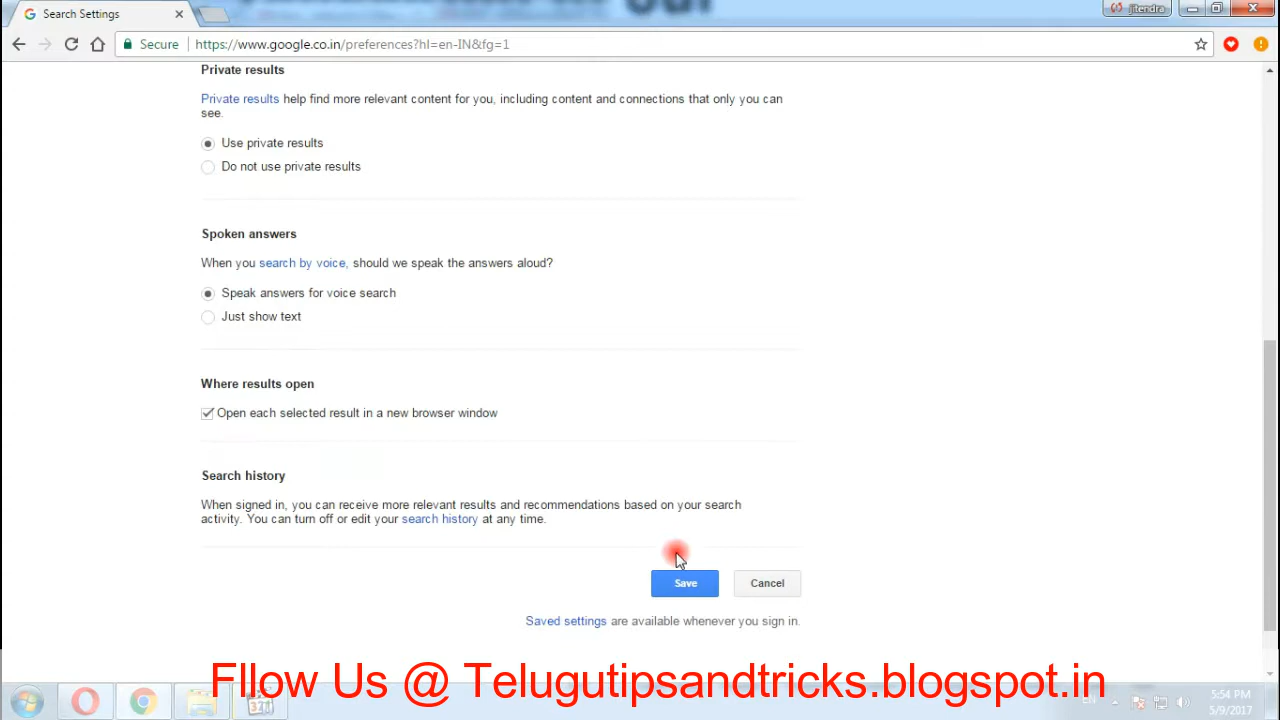 Search Settings
jitendra
Secure
https://www.google.co.in/preferences?hl=en-IN&fg=1
Private results
Private results help find more relevant content for you, including content and connections that only you can
see.
Use private results
Do not use private results
Spoken answers
When you search by voice, should we speak the answers aloud?
Speak answers for voice search
Just show text
Where results open
Open each selected result in a new browser window
Search history
When signed in, you can receive more relevant results and recommendations based on your search
activity. You can turn off or edit your search history at any time.
Save
Cancel
Saved settings are available whenever you sign in.
Fllow Us @ Telugutipsandtricks.blogspot.in
EN
321
5:54 PM
5/9/2017